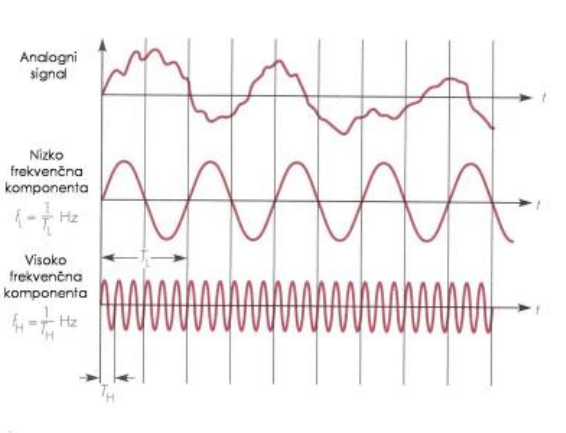 Analogni
signal
t
Nizko
frekvenčna
komponenta
f_L = 1/T_L Hz
t
T_L
Visoko
frekvenčna
komponenta
f_H = 1/T_H Hz
t
T_H